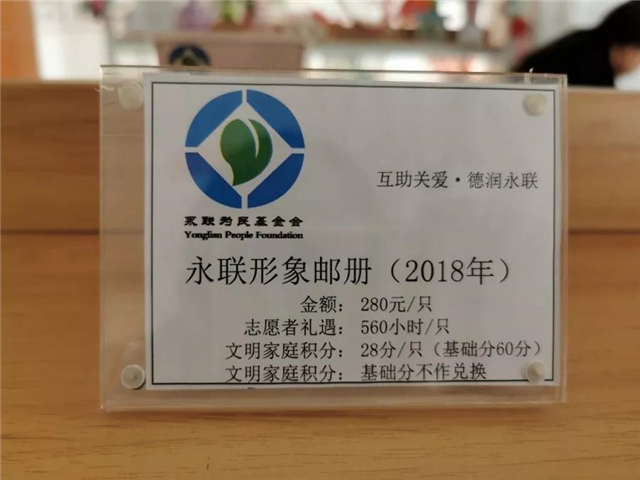 互助关爱·德润永联
永联为民基金会
Yonglian People Foundation
永联形象邮册（2018年）
金额： 280元/只
志愿者礼遇： 560小时/只
文明家庭积分： 28分/只（基础分60分）
文明家庭积分： 基础分不作兑换